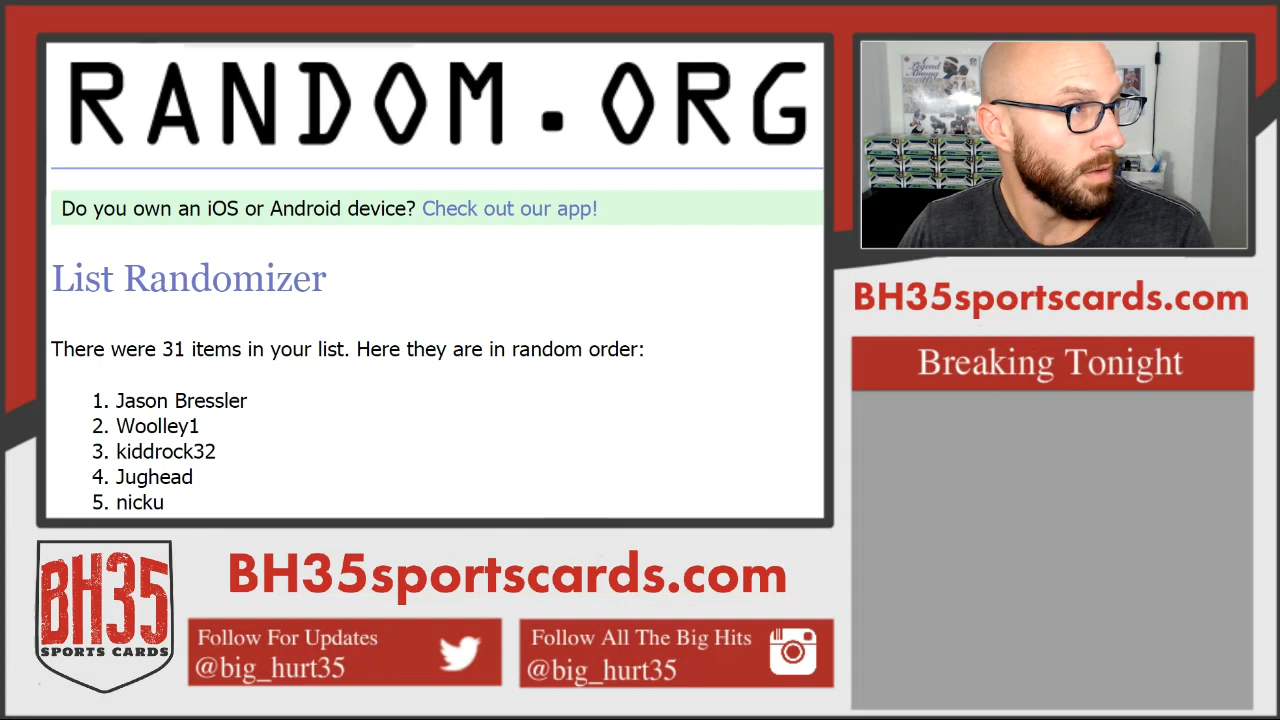 RANDOM.ORG
Do you own an iOS or Android device? Check out our app!
List Randomizer
There were 31 items in your list. Here they are in random order:
1. Jason Bressler
2. Woolley1
3. kiddrock32
4. Jughead
5. nicku
BH35sportscards.com
Breaking Tonight
BH35
SPORTS CARDS
BH35sportscards.com
Follow For Updates
@big_hurt35
Follow All The Big Hits
@big_hurt35